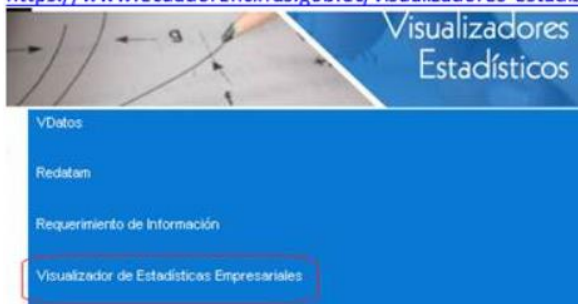 Visualizadores
Estadísticos
VDatos
Redatam
Requerimiento de Información
Visualizador de Estadísticas Empresariales